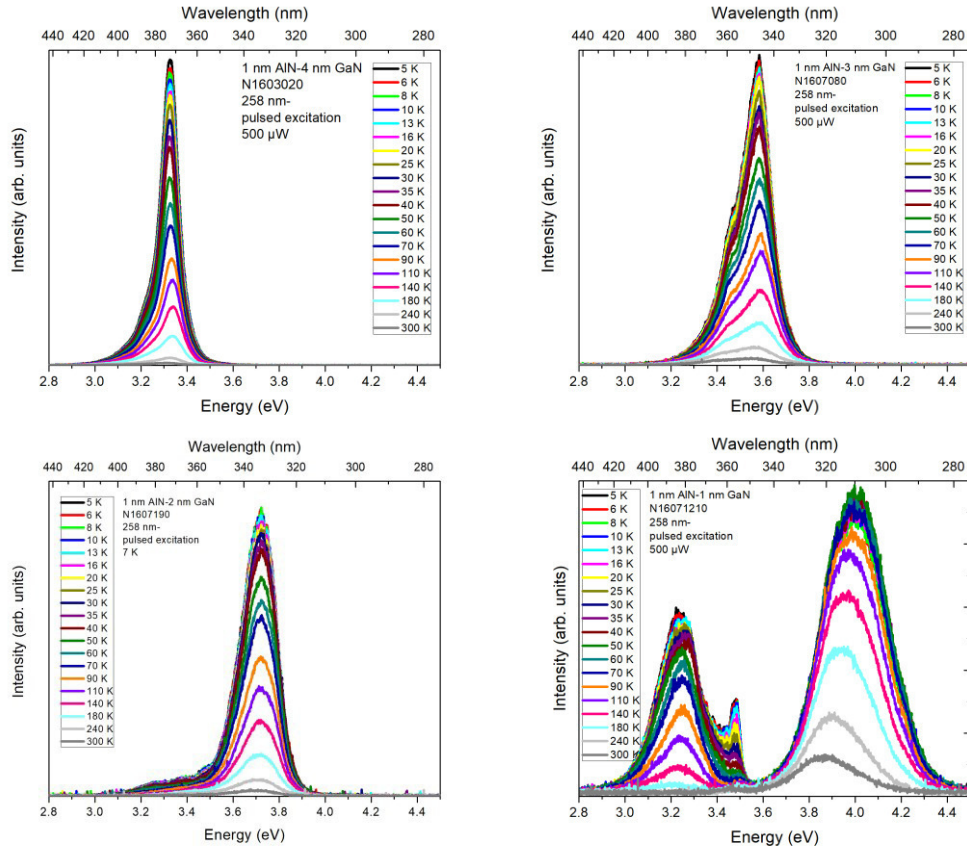 Wavelength (nm)
440 420 400 380 360 340 320 300 280
1 nm AlN-4 nm GaN
N1603020
258 nm-
pulsed excitation
500 µW
5 K
6 K
8 K
10 K
13 K
16 K
20 K
25 K
30 K
35 K
40 K
50 K
60 K
70 K
90 K
110 K
140 K
180 K
240 K
300 K
Intensity (arb. units)
2.8 3.0 3.2 3.4 3.6 3.8 4.0 4.2 4.4
Energy (eV)
Wavelength (nm)
440 420 400 380 360 340 320 300 280
1 nm AlN-3 nm GaN
N1607080
258 nm-
pulsed excitation
500 µW
5 K
6 K
8 K
10 K
13 K
16 K
20 K
25 K
30 K
35 K
40 K
50 K
60 K
70 K
90 K
110 K
140 K
180 K
240 K
300 K
Intensity (arb. units)
2.8 3.0 3.2 3.4 3.6 3.8 4.0 4.2 4.4
Energy (eV)
Wavelength (nm)
440 420 400 380 360 340 320 300 280
5 K
6 K
8 K
10 K
13 K
16 K
20 K
25 K
30 K
35 K
40 K
50 K
60 K
70 K
90 K
110 K
140 K
180 K
240 K
300 K
1 nm AlN-2 nm GaN
N1607190
258 nm-
pulsed excitation
7 K
Intensity (arb. units)
2.8 3.0 3.2 3.4 3.6 3.8 4.0 4.2 4.4
Energy (eV)
Wavelength (nm)
440 420 400 380 360 340 320 300 280
5 K
6 K
8 K
10 K
13 K
16 K
20 K
25 K
30 K
35 K
40 K
50 K
60 K
70 K
90 K
110 K
140 K
180 K
240 K
300 K
1 nm AlN-1 nm GaN
N16071210
258 nm-
pulsed excitation
500 µW
Intensity (arb. units)
2.8 3.0 3.2 3.4 3.6 3.8 4.0 4.2 4.4
Energy (eV)